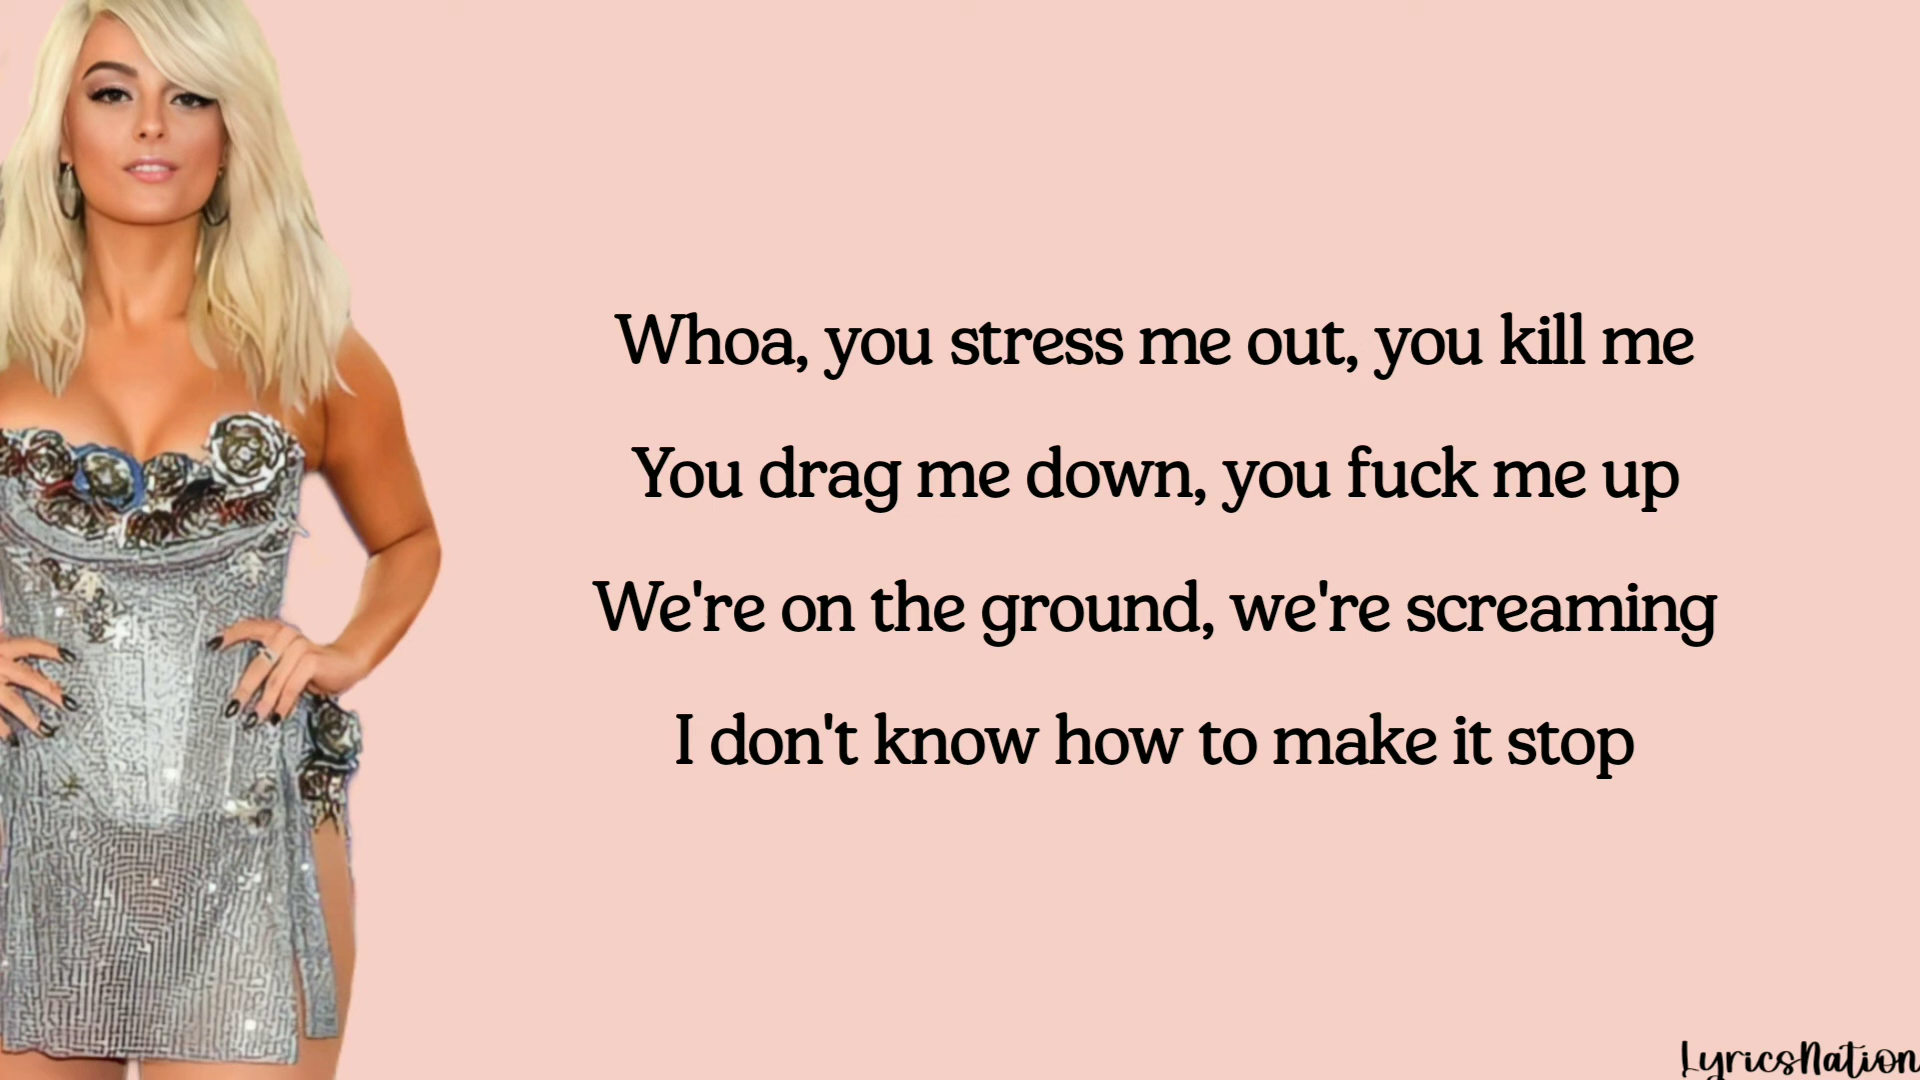 Whoa, you stress me out, you kill me
You drag me down, you fuck me up
We're on the ground, we're screaming
I don't know how to make it stop
LyricsNation